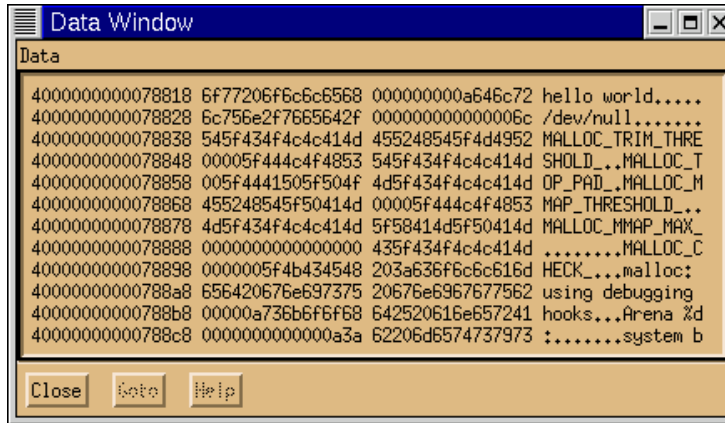 Data Window
Data
4000000000078818 6f77206f6c6c6568 000000000a646c72 hello world.....
4000000000078828 6c756e2f7665642f 000000000000006c /dev/null.......
4000000000078838 545f434f4c4c414d 455248545f4d4952 MALLOC_TRIM_THRE
4000000000078848 00005f444c4f4853 545f434f4c4c414d SHOLD_..MALLOC_T
4000000000078858 005f4441505f504f 4d5f434f4c4c414d OP_PAD_.MALLOC_M
4000000000078868 455248545f50414d 00005f444c4f4853 MAP_THRESHOLD_..
4000000000078878 4d5f434f4c4c414d 5f58414d5f50414d MALLOC_MMAP_MAX_
4000000000078888 0000000000000000 435f434f4c4c414d ........MALLOC_C
4000000000078898 0000005f4b434548 203a636f6c6c616d HECK_...malloc:
40000000000788a8 656420676e697375 20676e6967677562 using debugging
40000000000788b8 00000a736b6f6f68 642520616e657241 hooks...Arena %d
40000000000788c8 0000000000000a3a 62206d6574737973 :.......system b
Close Goto Help